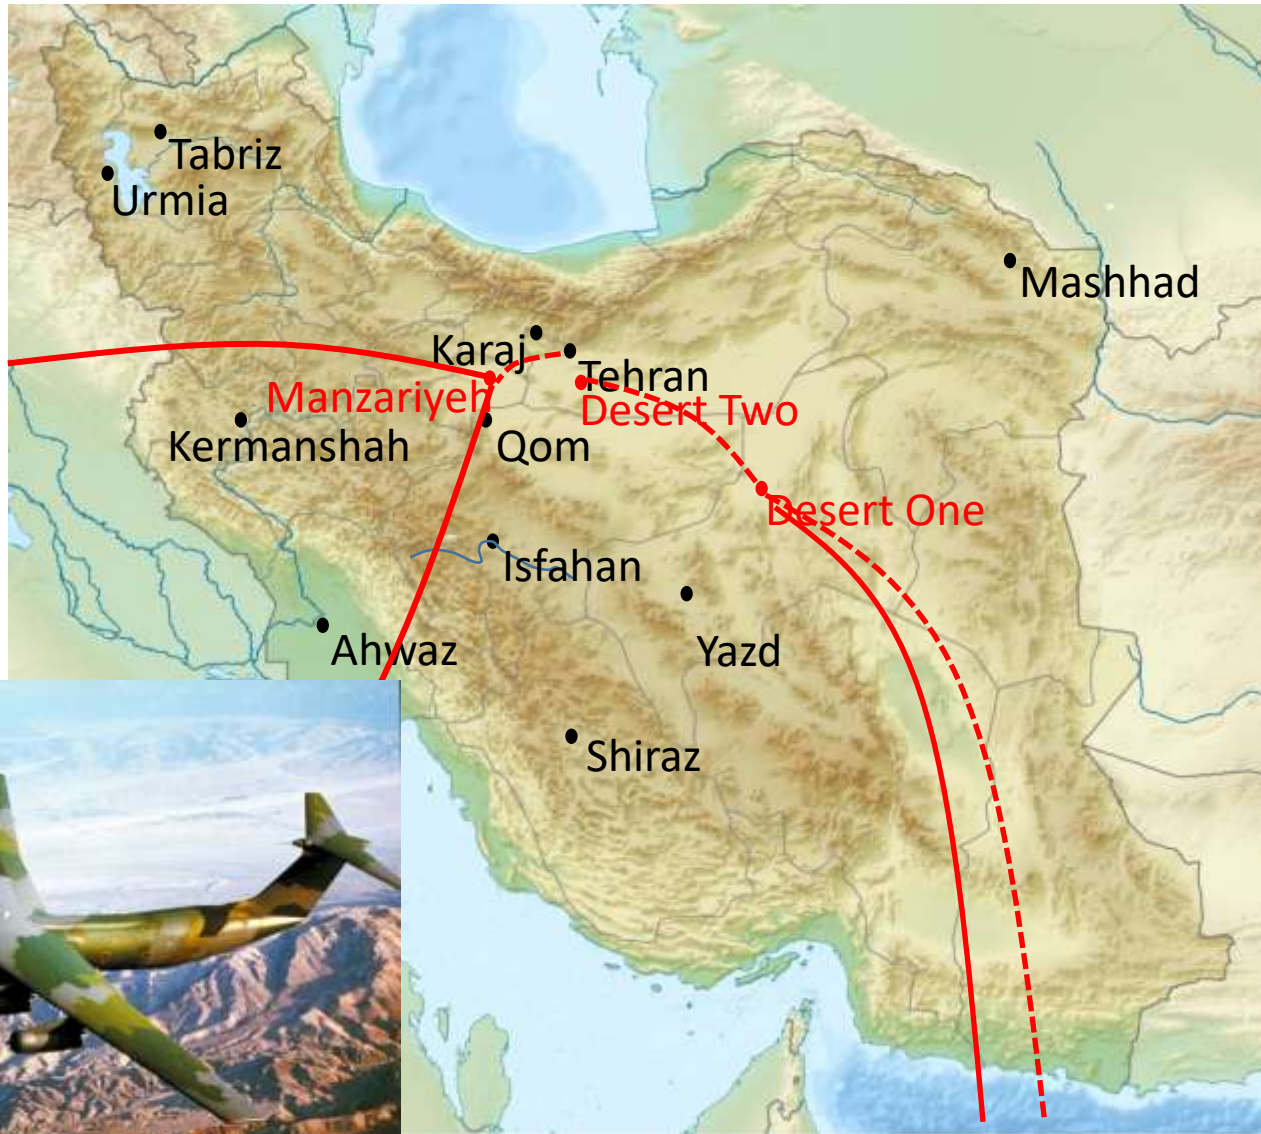 Tabriz
Urmia
Mashhad
Karaj
Tehran
Manzariyeh
Desert Two
Kermanshah
Qom
Desert One
Isfahan
Ahwaz
Yazd
Shiraz